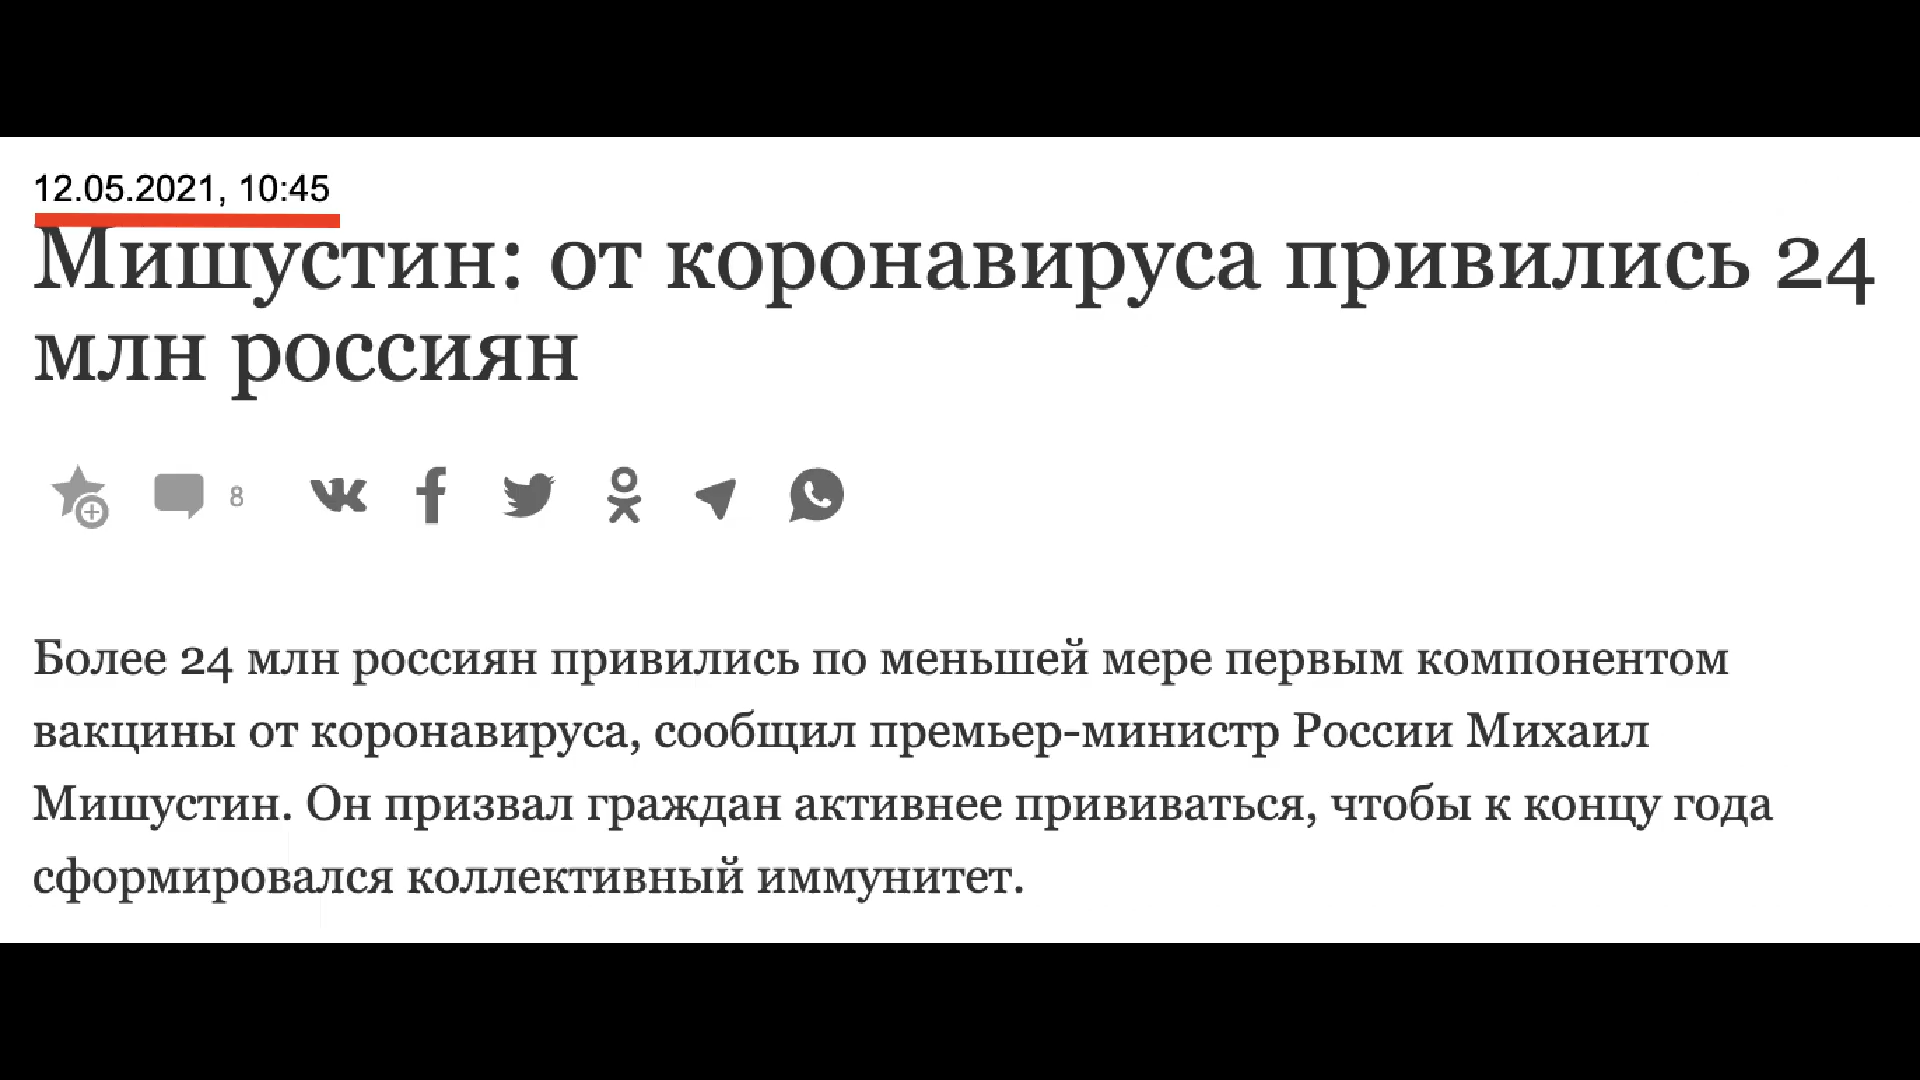 12.05.2021, 10:45
Мишустин: от коронавируса привились 24
млн россиян
8
Более 24 млн россиян привились по меньшей мере первым компонентом
вакцины от коронавируса, сообщил премьер-министр России Михаил
Мишустин. Он призвал граждан активнее прививаться, чтобы к концу года
сформировался коллективный иммунитет.